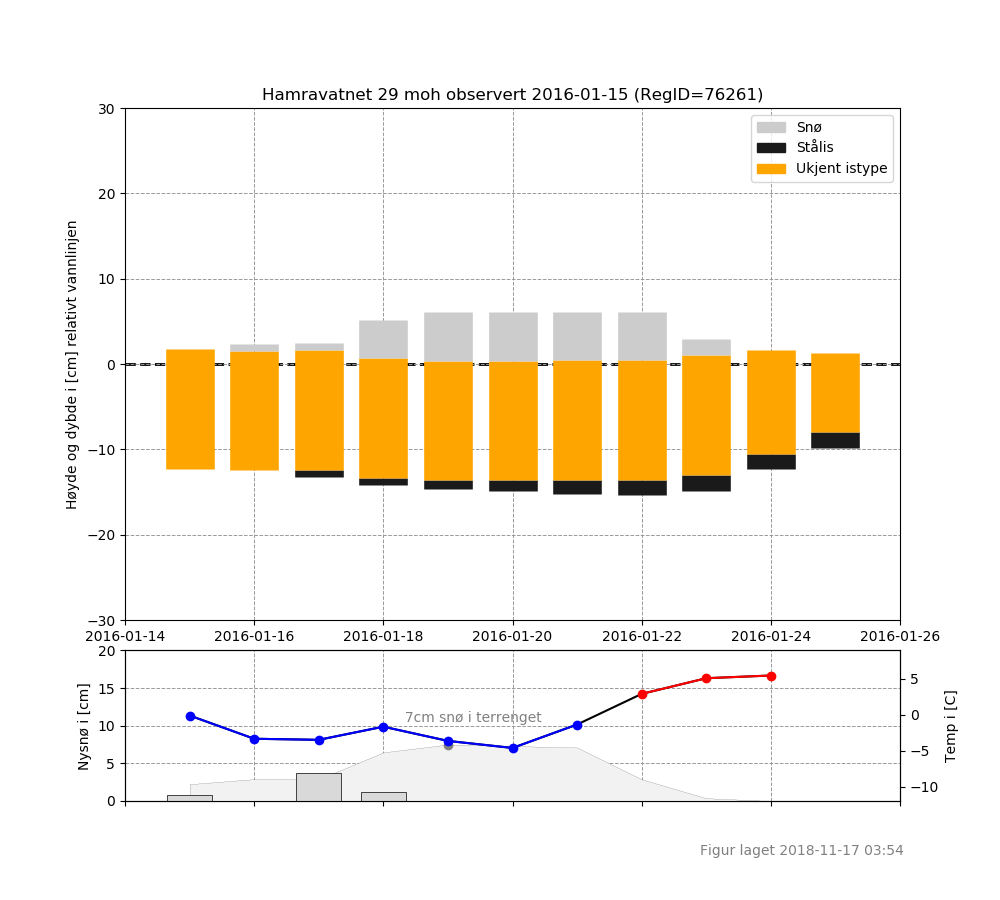 Hamravatnet 29 moh observert 2016-01-15 (RegID=76261)
Høyde og dybde i [cm] relativt vannlinjen
30
20
10
0
−10
−20
−30
Snø
Stålis
Ukjent istype
2016-01-14 2016-01-16 2016-01-18 2016-01-20 2016-01-22 2016-01-24 2016-01-26
Nysnø i [cm]
20
15
10
5
0
7cm snø i terrenget
5
0
−5
−10
Temp i [C]
Figur laget 2018-11-17 03:54